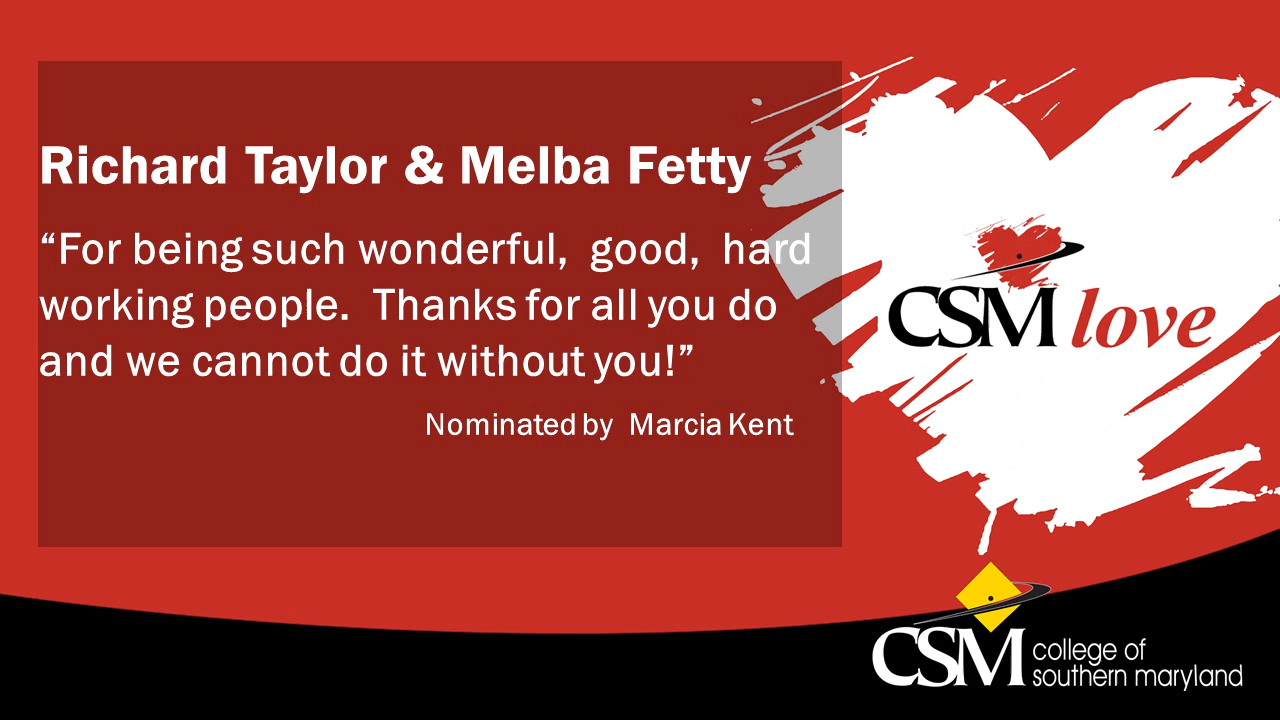 Richard Taylor & Melba Fetty
“For being such wonderful, good, hard
working people. Thanks for all you do
and we cannot do it without you!”
Nominated by Marcia Kent
CSM love
CSM college of
southern maryland